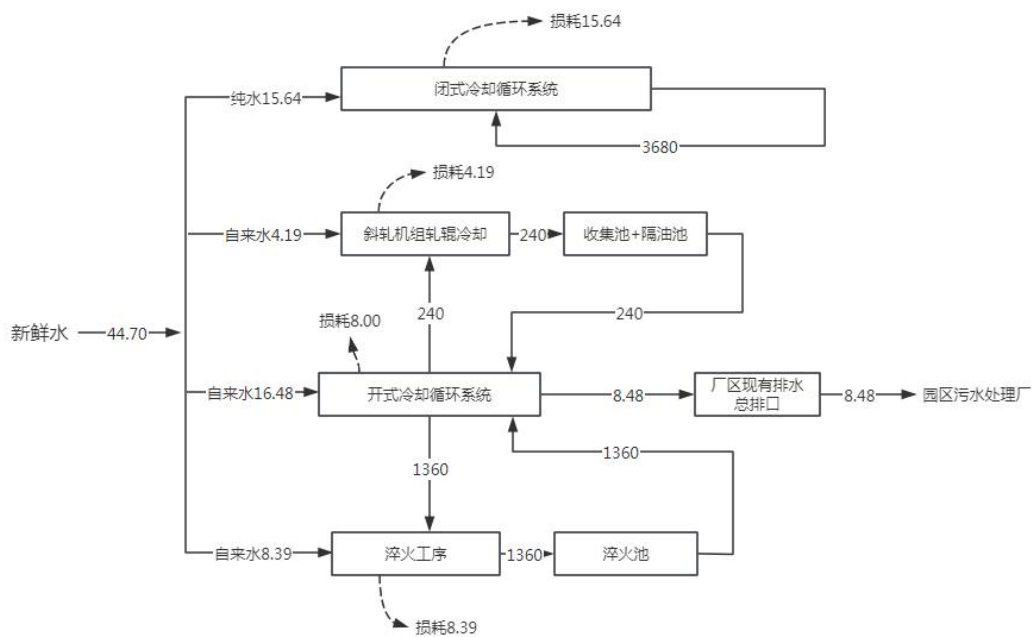 损耗15.64
闭式冷却循环系统
纯水15.64
3680
损耗4.19
自来水4.19
斜轧机组轧辊冷却
240
收集池+隔油池
240
240
损耗8.00
新鲜水
44.70
自来水16.48
开式冷却循环系统
8.48
厂区现有排水
总排口
8.48
园区污水处理厂
1360
1360
自来水8.39
淬火工序
1360
淬火池
损耗8.39